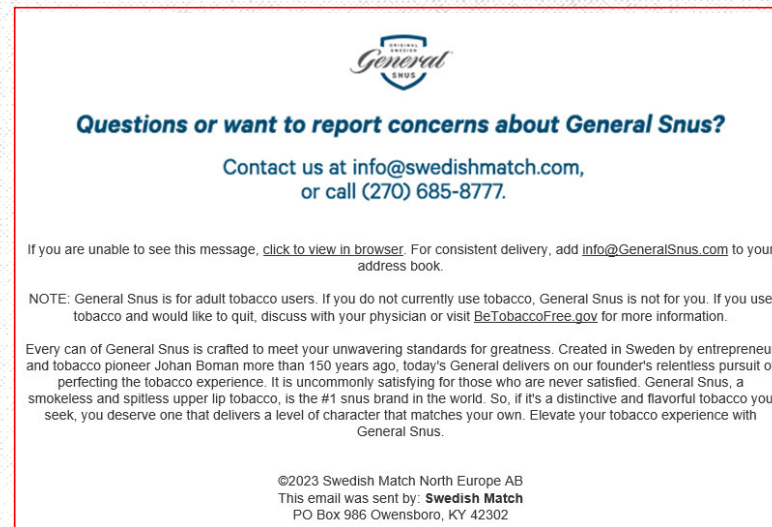 ORIGINAL
SWEDISH
General
SNUS
Questions or want to report concerns about General Snus?
Contact us at info@swedishmatch.com,
or call (270) 685-8777.
If you are unable to see this message, click to view in browser. For consistent delivery, add info@GeneralSnus.com to your
address book.
NOTE: General Snus is for adult tobacco users. If you do not currently use tobacco, General Snus is not for you. If you use
tobacco and would like to quit, discuss with your physician or visit BeTobaccoFree.gov for more information.
Every can of General Snus is crafted to meet your unwavering standards for greatness. Created in Sweden by entrepreneu
and tobacco pioneer Johan Boman more than 150 years ago, today's General delivers on our founder's relentless pursuit o
perfecting the tobacco experience. It is uncommonly satisfying for those who are never satisfied. General Snus, a
smokeless and spitless upper lip tobacco, is the #1 snus brand in the world. So, if it's a distinctive and flavorful tobacco you
seek, you deserve one that delivers a level of character that matches your own. Elevate your tobacco experience with
General Snus.
©2023 Swedish Match North Europe AB
This email was sent by: Swedish Match
PO Box 986 Owensboro, KY 42302